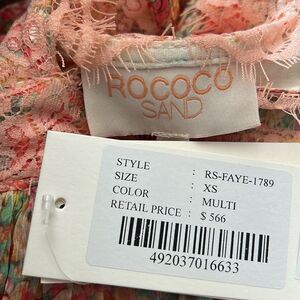 ROCOCO
SAND
STYLE : RS-FAYE-1789
SIZE : XS
COLOR : MULTI
RETAIL PRICE : $ 566
492037016633